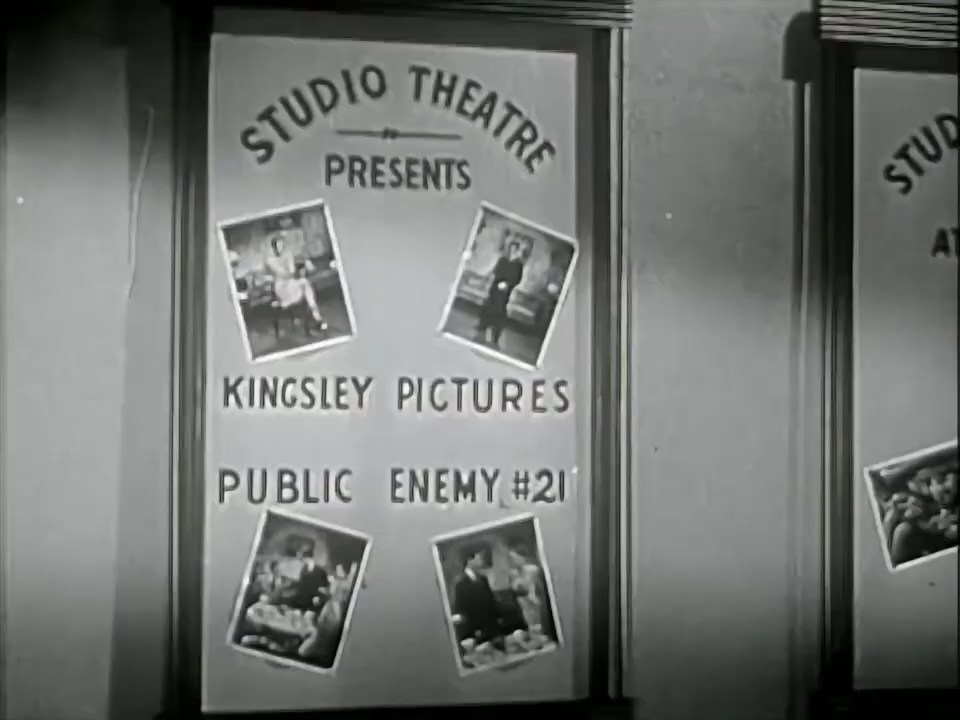 STUDIO THEATRE
PRESENTS
KINGSLEY PICTURES
PUBLIC ENEMY #21
STUD
AT